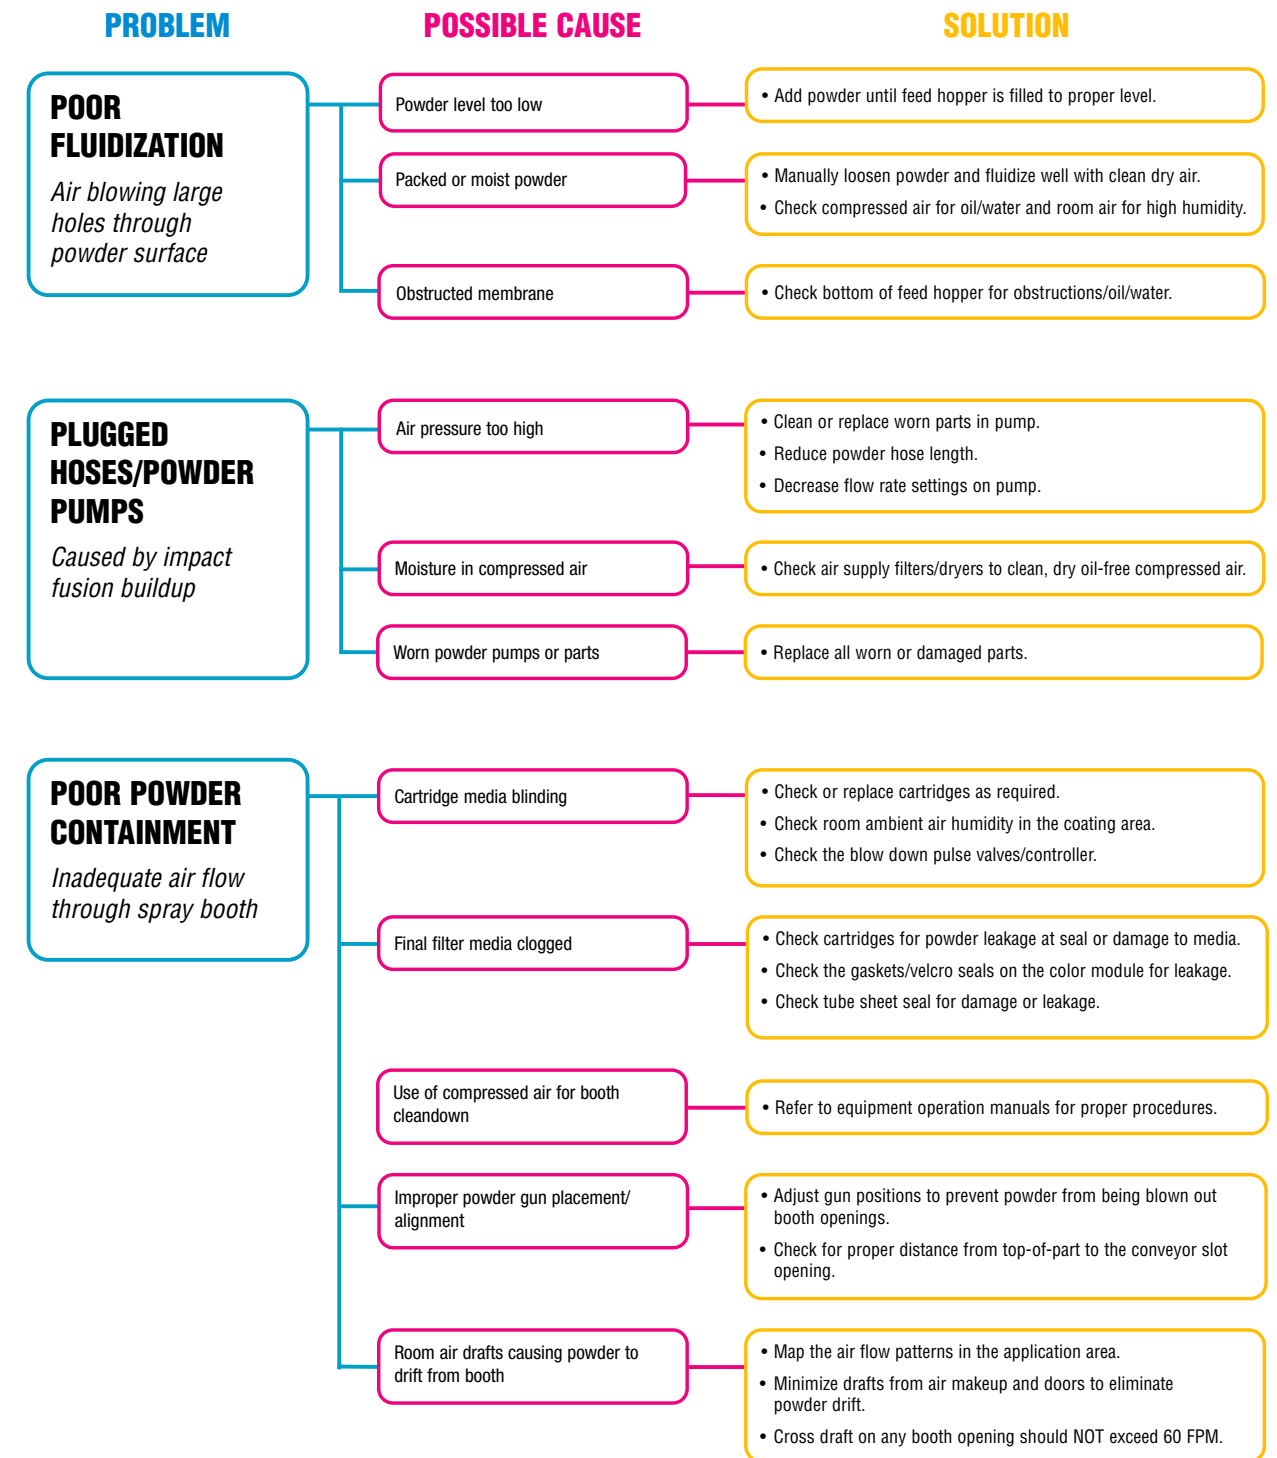 PROBLEM
POSSIBLE CAUSE
SOLUTION
POOR
FLUIDIZATION
Air blowing large
holes through
powder surface
Powder level too low
• Add powder until feed hopper is filled to proper level.
Packed or moist powder
• Manually loosen powder and fluidize well with clean dry air.
• Check compressed air for oil/water and room air for high humidity.
Obstructed membrane
• Check bottom of feed hopper for obstructions/oil/water.
PLUGGED
HOSES/POWDER
PUMPS
Caused by impact
fusion buildup
Air pressure too high
• Clean or replace worn parts in pump.
• Reduce powder hose length.
• Decrease flow rate settings on pump.
Moisture in compressed air
• Check air supply filters/dryers to clean, dry oil-free compressed air.
Worn powder pumps or parts
• Replace all worn or damaged parts.
POOR POWDER
CONTAINMENT
Inadequate air flow
through spray booth
Cartridge media blinding
• Check or replace cartridges as required.
• Check room ambient air humidity in the coating area.
• Check the blow down pulse valves/controller.
Final filter media clogged
• Check cartridges for powder leakage at seal or damage to media.
• Check the gaskets/velcro seals on the color module for leakage.
• Check tube sheet seal for damage or leakage.
Use of compressed air for booth
cleandown
• Refer to equipment operation manuals for proper procedures.
Improper powder gun placement/
alignment
• Adjust gun positions to prevent powder from being blown out
booth openings.
• Check for proper distance from top-of-part to the conveyor slot
opening.
Room air drafts causing powder to
drift from booth
• Map the air flow patterns in the application area.
• Minimize drafts from air makeup and doors to eliminate
powder drift.
• Cross draft on any booth opening should NOT exceed 60 FPM.